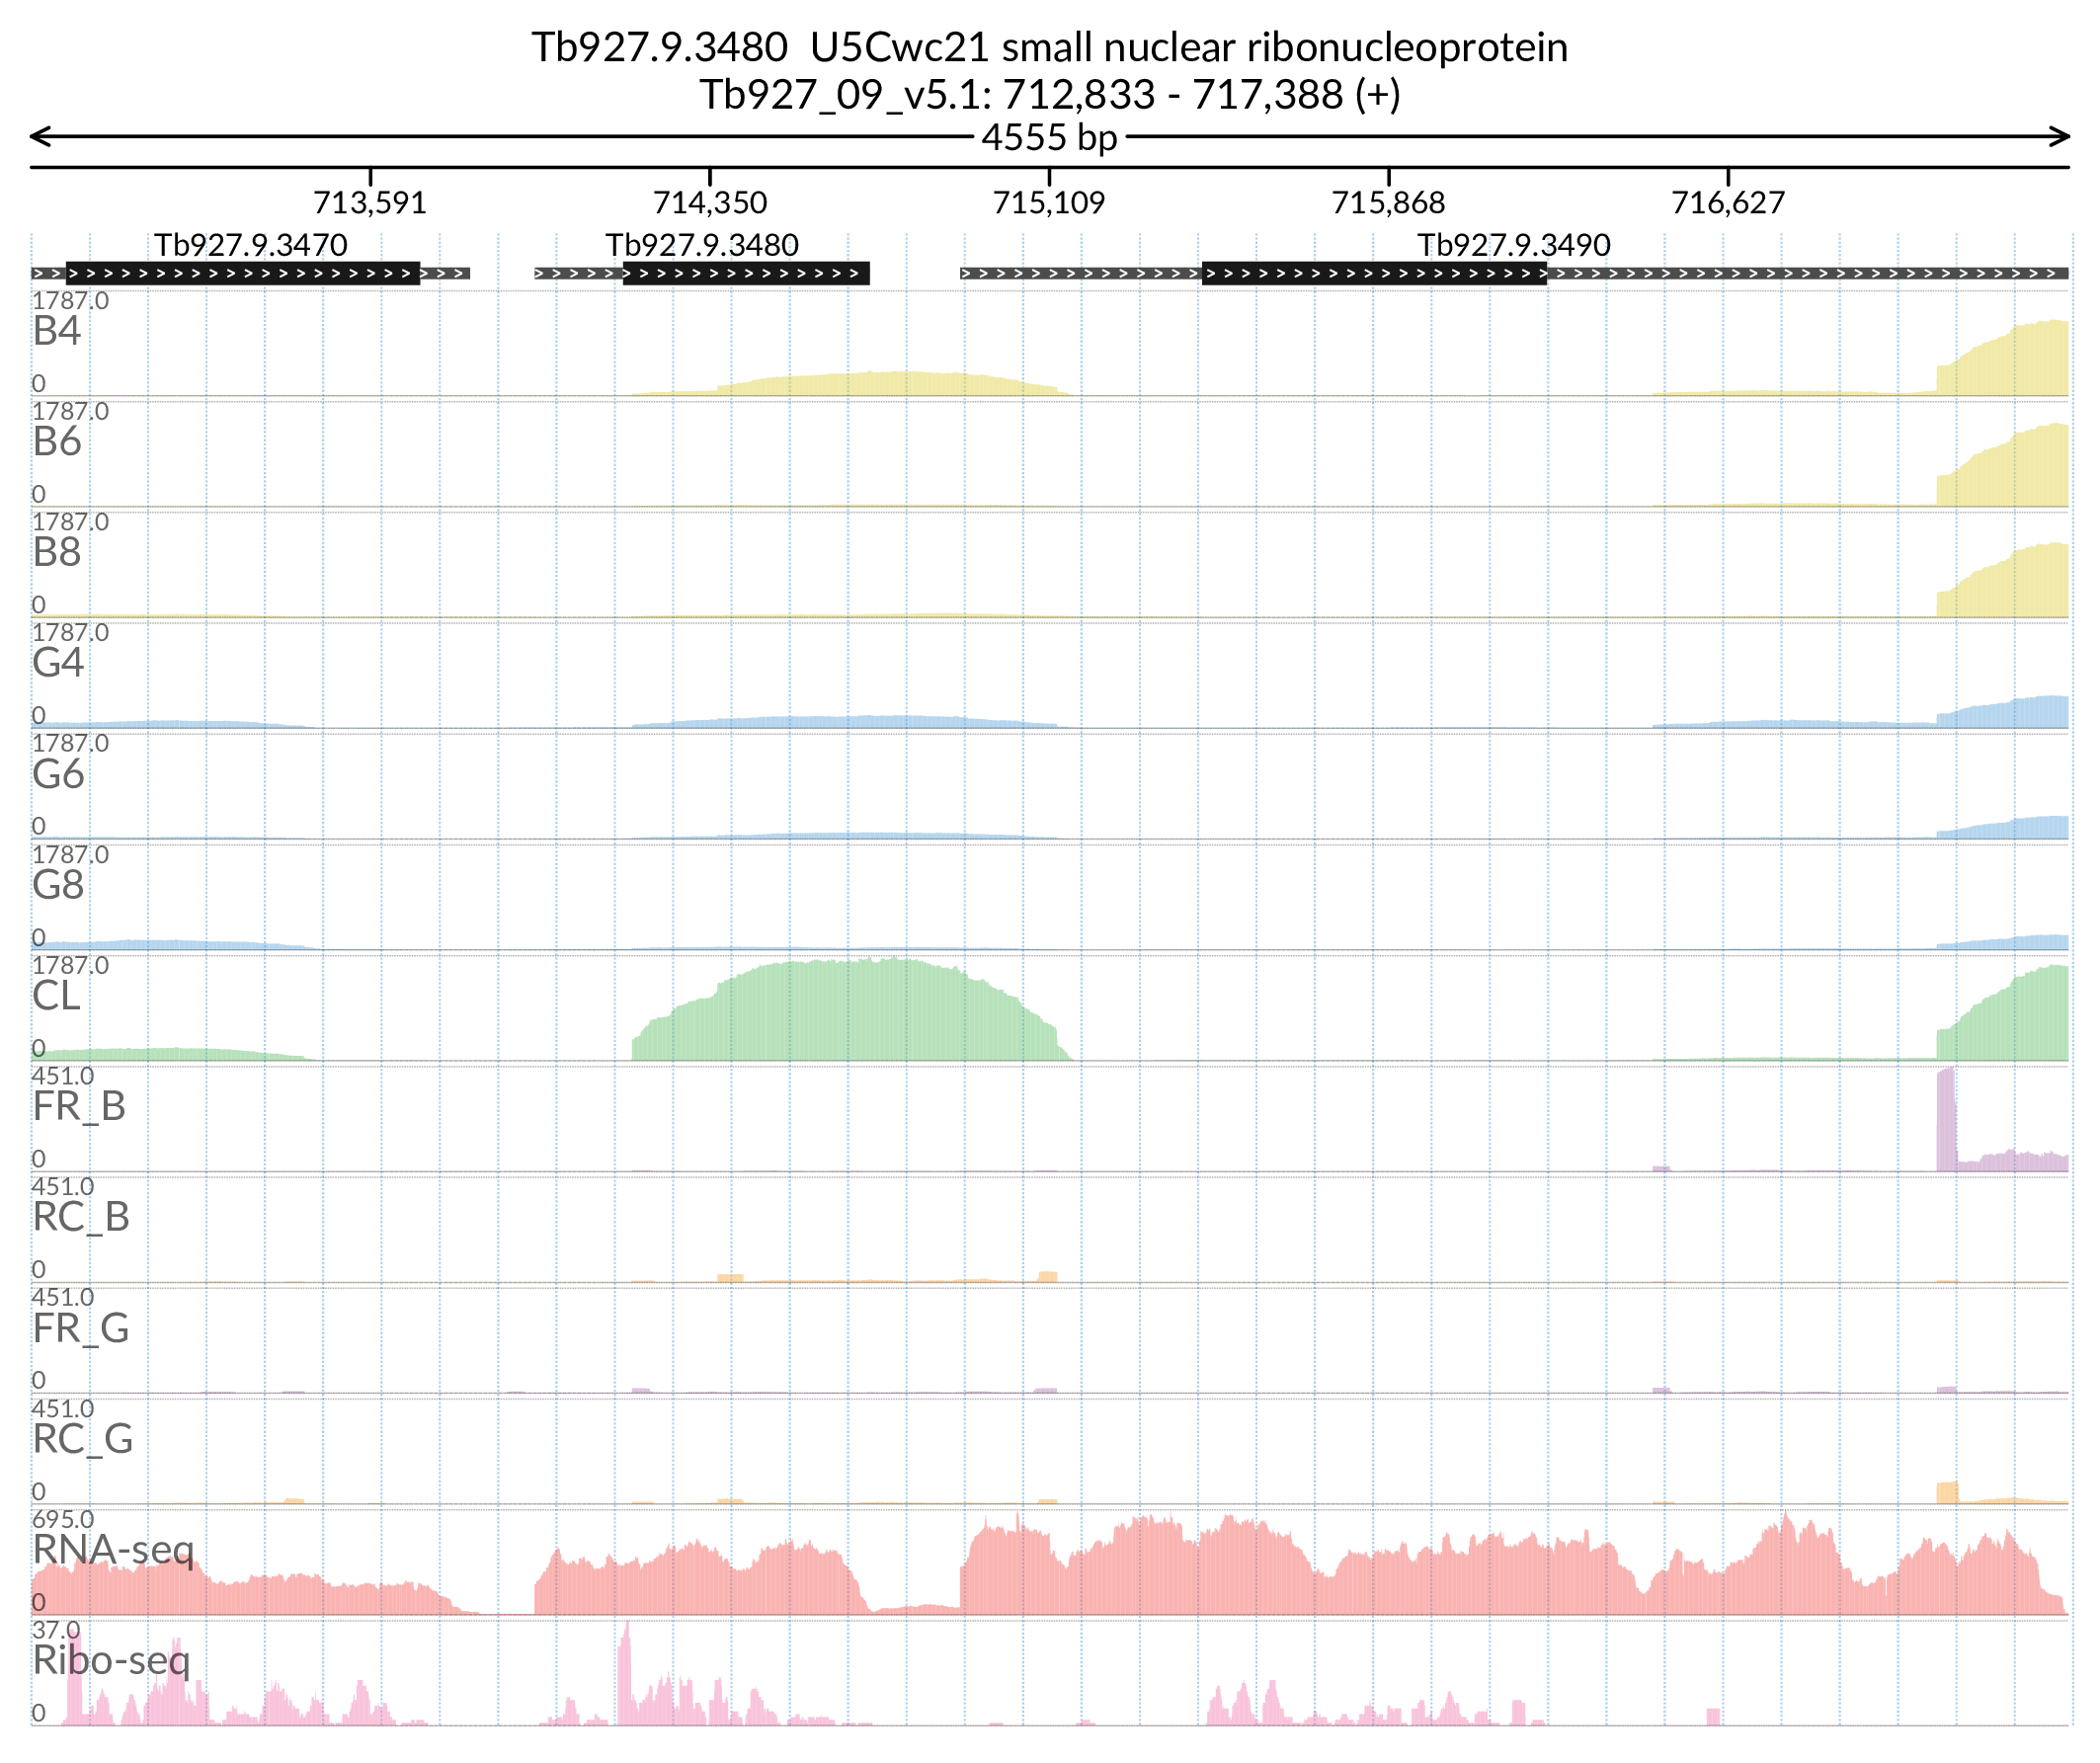 Tb927.9.3480 U5Cwc21 small nuclear ribonucleoprotein
Tb927_09_v5.1: 712,833 - 717,388 (+)
4555 bp
713,591 714,350 715,109 715,868 716,627
Tb927.9.3470 Tb927.9.3480 Tb927.9.3490
1787.0
B4
0
1787.0
B6
0
1787.0
B8
0
1787.0
G4
0
1787.0
G6
0
1787.0
G8
0
1787.0
CL
0
451.0
FR_B
0
451.0
RC_B
0
451.0
FR_G
0
451.0
RC_G
0
695.0
RNA-seq
0
37.0
Ribo-seq
0